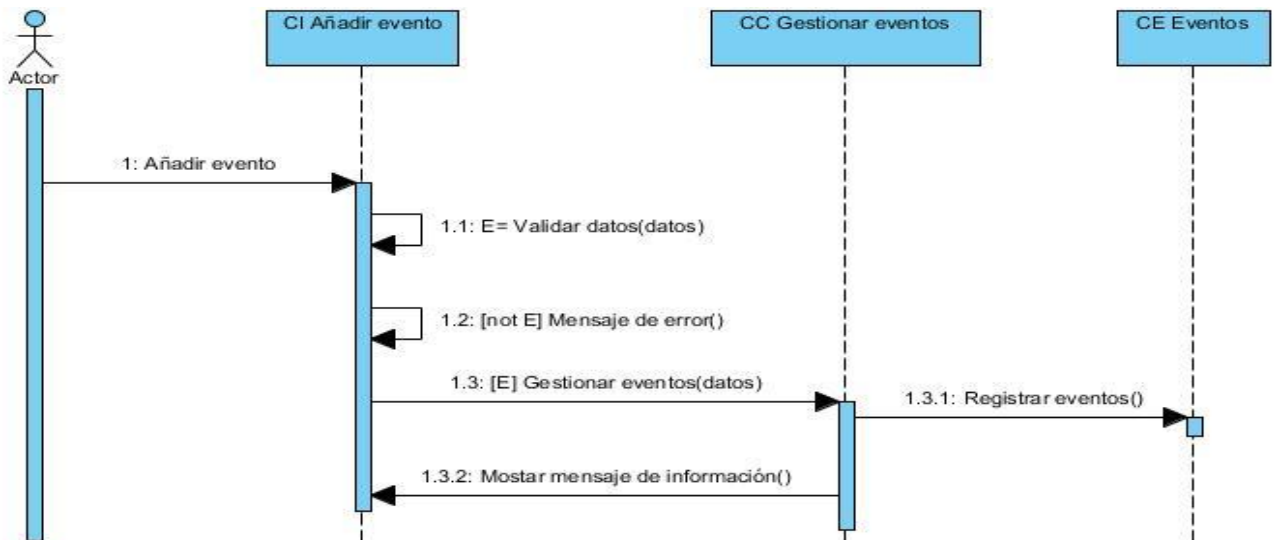 CI Añadir evento
CC Gestionar eventos
CE Eventos
Actor
1: Añadir evento
1.1: E= Validar datos(datos)
1.2: [not E] Mensaje de error()
1.3: [E] Gestionar eventos(datos)
1.3.1: Registrar eventos()
1.3.2: Mostar mensaje de información()